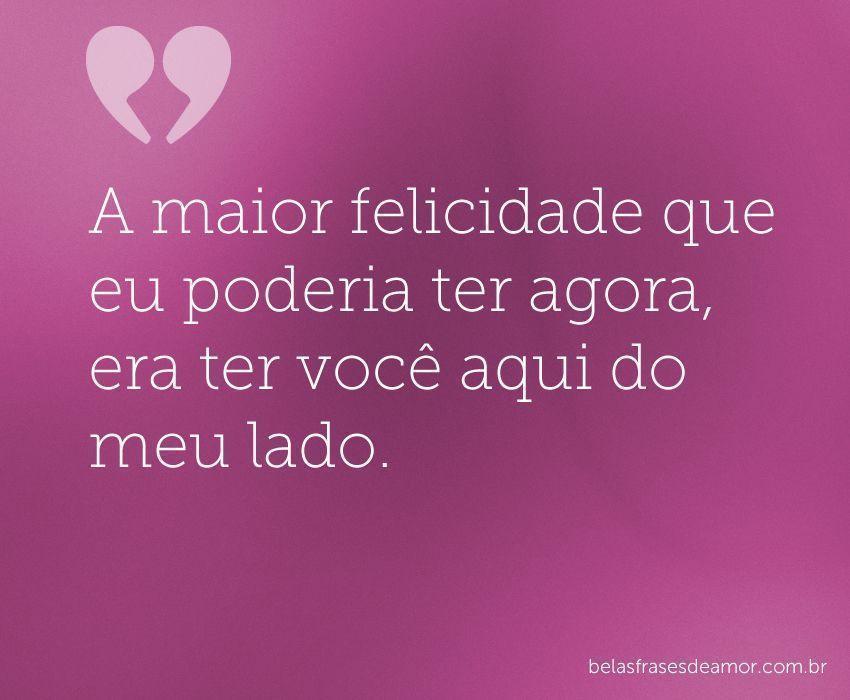 A maior felicidade que
eu poderia ter agora,
era ter você aqui do
meu lado.
belasfrasesdeamor.com.br